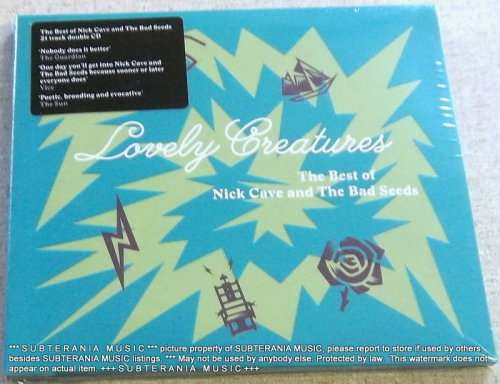 The Best of Nick Cave and The Bad Seeds
21 track double CD
'Nobody does it better'
The Guardian
'One day you'll get into Nick Cave and
The Bad Seeds because sooner or later
everyone does'
Vice
'Poetic, brooding and evocative'
The Sun
Lovely Creatures
The Best of
Nick Cave and The Bad Seeds
*** S U B T E R A N I A   M U S I C *** picture property of SUBTERANIA MUSIC, please report to store if used by others
besides SUBTERANIA MUSIC listings. *** May not be used by anybody else. Protected by law . This watermark does not
appear on actual item. +++ S U B T E R A N I A   M U S I C +++